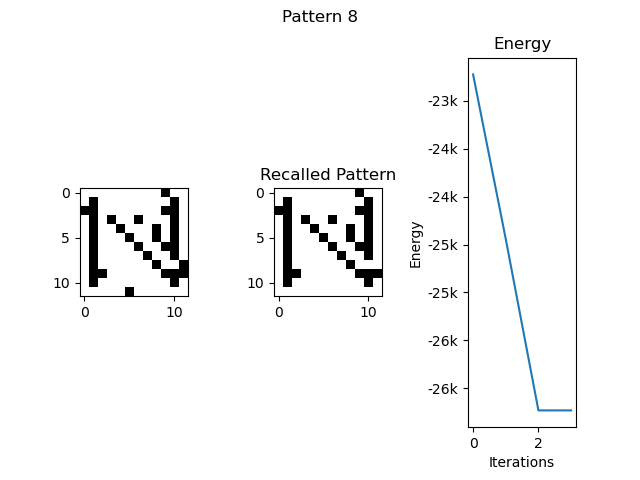 Pattern 8
Energy
-23k
-24k
-24k
-25k
-25k
-26k
-26k
0
2
Energy
Iterations
Recalled Pattern
0
5
10
0
10
0
5
10
0
10